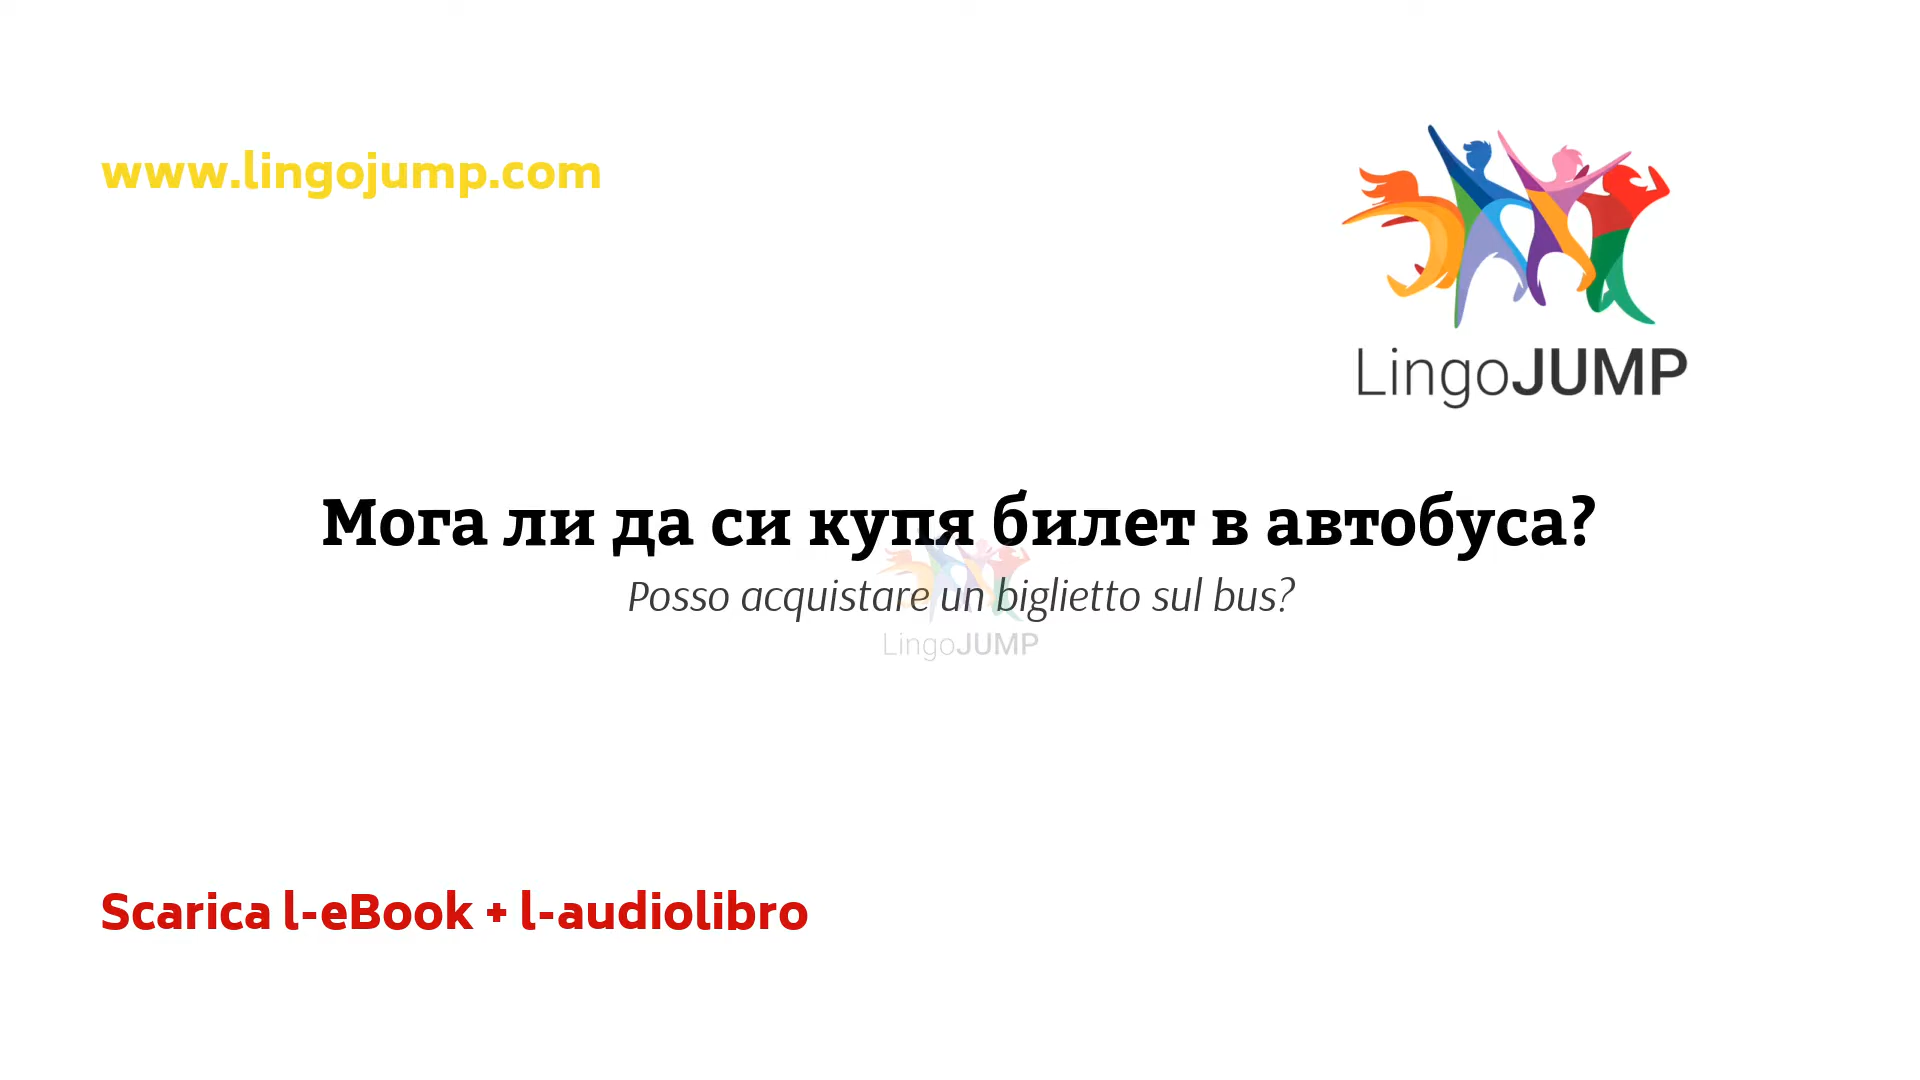 www.lingojump.com
LingoJUMP
Мога ли да си купя билет в автобуса?
Posso acquistare un biglietto sul bus?
LingoJUMP
Scarica l-eBook + l-audiolibro